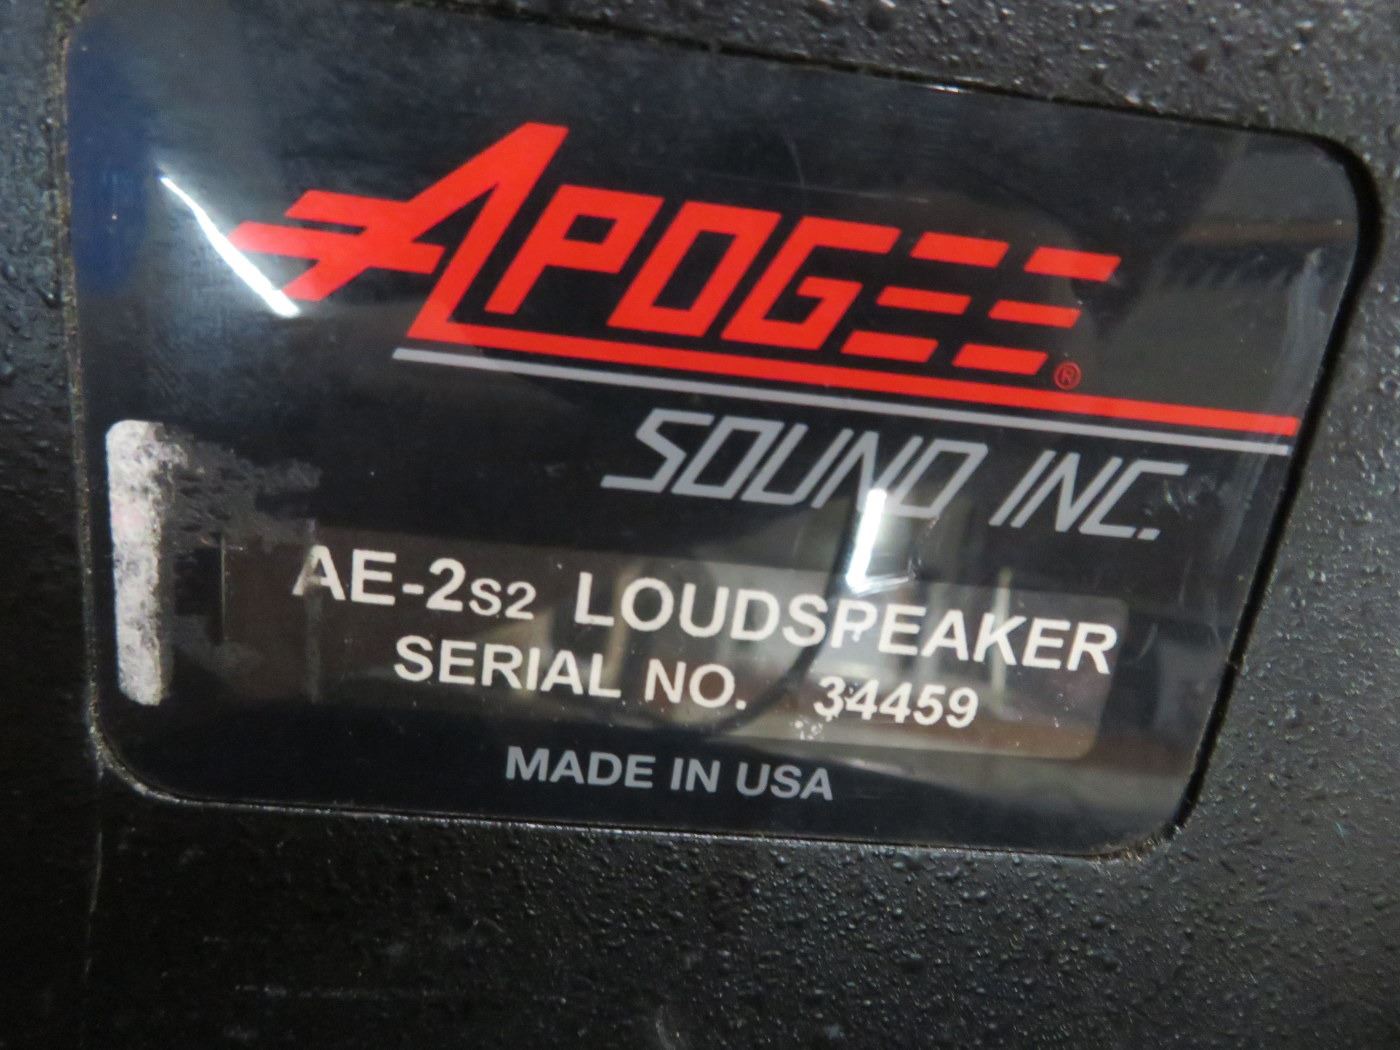 APOGEE®
SOUND INC.
AE-2S2 LOUDSPEAKER
SERIAL NO. 34459
MADE IN USA